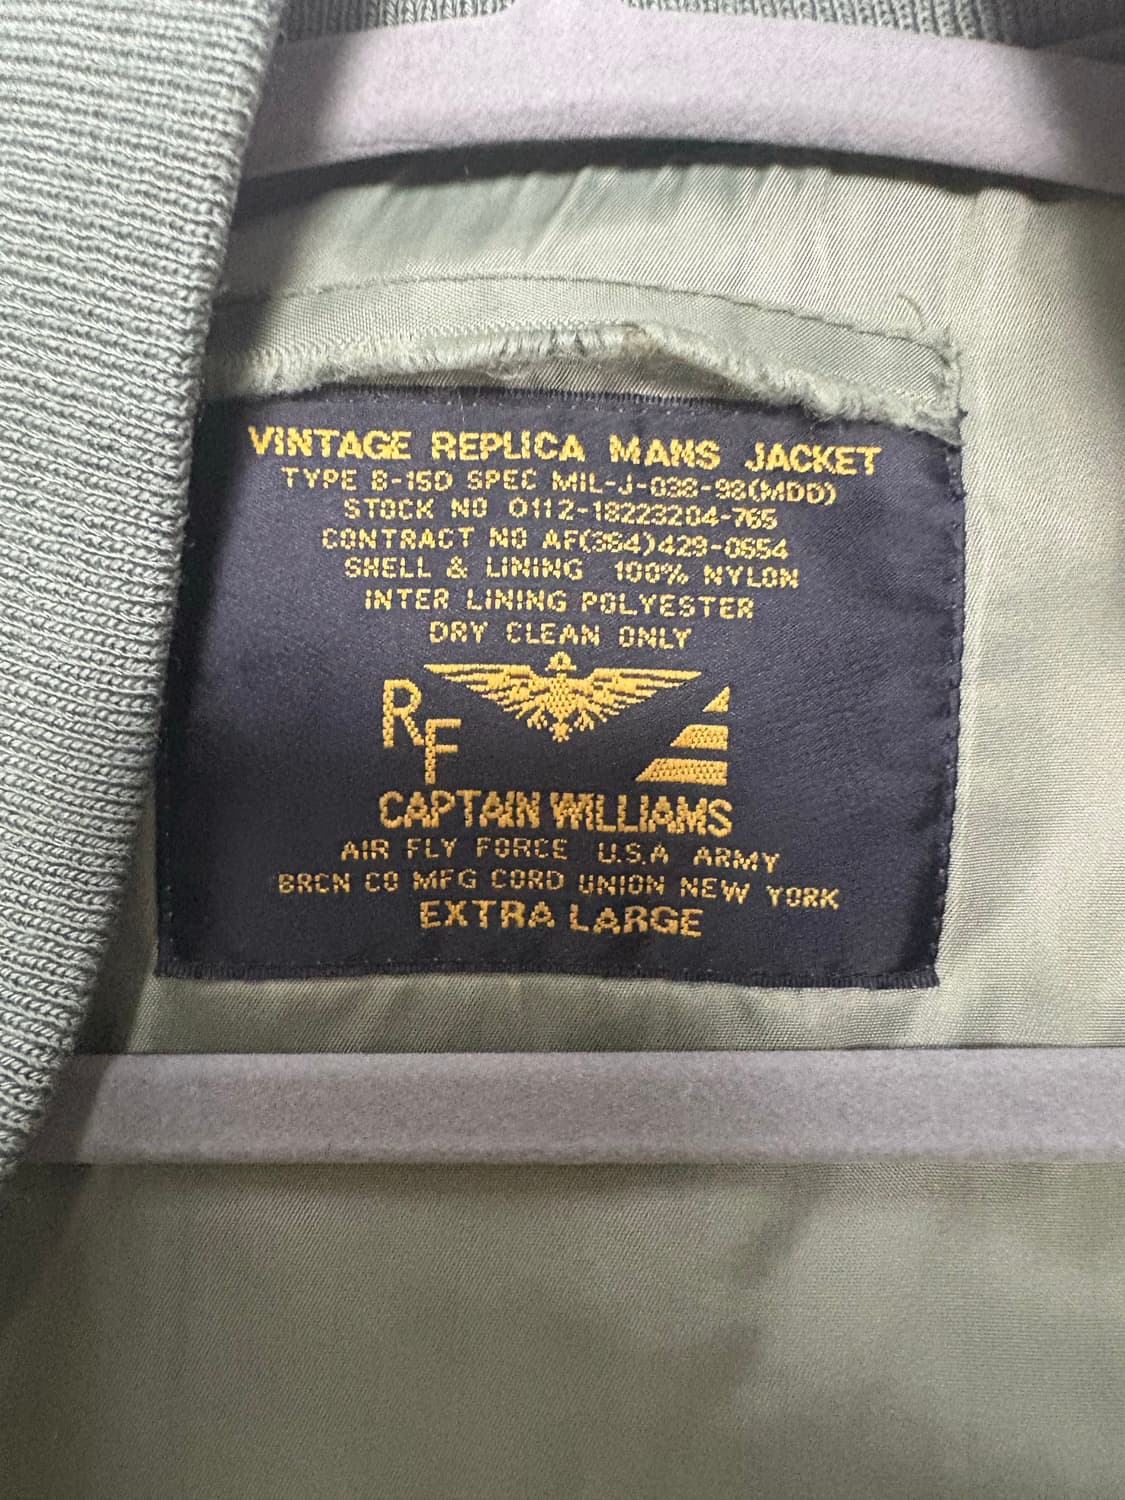 VINTAGE REPLICA MANS JACKET
TYPE B-15D SPEC MIL-J-038-98(MDD)
STOCK NO 0112-18223204-765
CONTRACT NO AF(364)429-0654
SHELL & LINING 100% NYLON
INTER LINING POLYESTER
DRY CLEAN ONLY
RF
CAPTAIN WILLIAMS
AIR FLY FORCE U.S.A ARMY
BRCN CO MFG CORD UNION NEW YORK
EXTRA LARGE